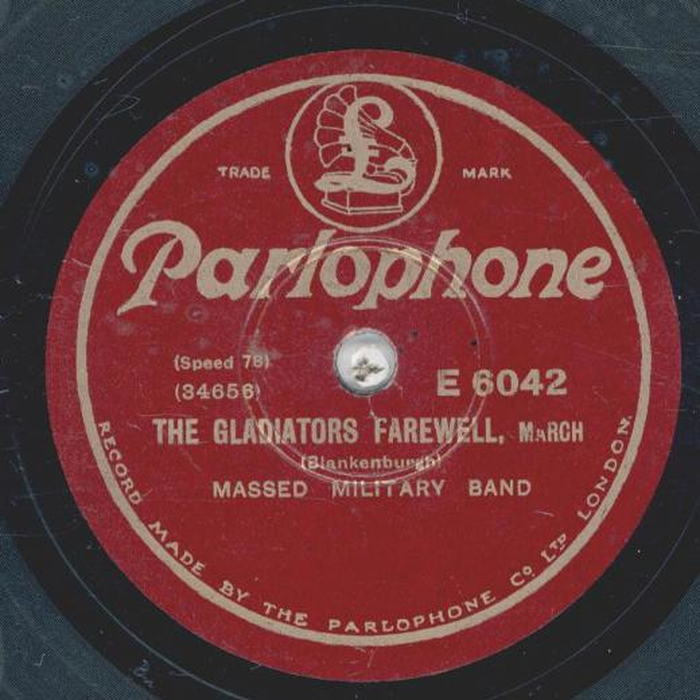 £
TRADE MARK
Parlophone
(Speed 78)
(34656)
E 6042
THE GLADIATORS FAREWELL, MARCH
(Blankenburgh)
MASSED MILITARY BAND
RECORD MADE BY THE PARLOPHONE Co LTD LONDON.